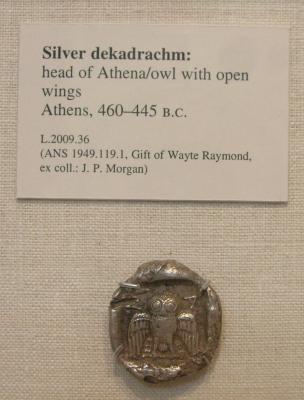 Silver dekadrachm:
head of Athena/owl with open
wings
Athens, 460–445 B.C.
L.2009.36
(ANS 1949.119.1, Gift of Wayte Raymond,
ex coll.: J. P. Morgan)